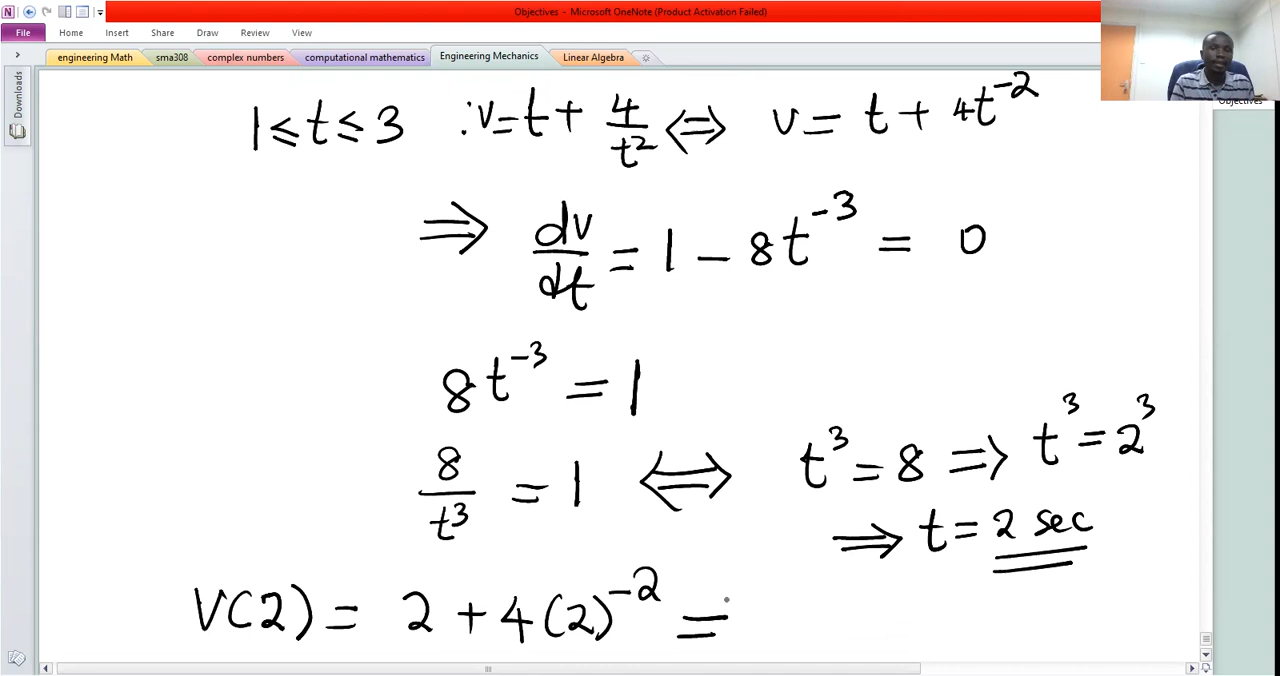 Objectives - Microsoft OneNote (Product Activation Failed)
File Home Insert Share Draw Review View
engineering Math sma308 complex numbers computational mathematics Engineering Mechanics Linear Algebra
Downloads
Objectives
1 ≤ t ≤ 3 ∴ v = t + 4/t² ⇔ v = t + 4t⁻²
⇒ dv/dt = 1 - 8t⁻³ = 0
8t⁻³ = 1
8/t³ = 1 ⇔ t³ = 8 ⇒ t³ = 2³
⇒ t = 2 sec
V(2) = 2 + 4(2)⁻² =